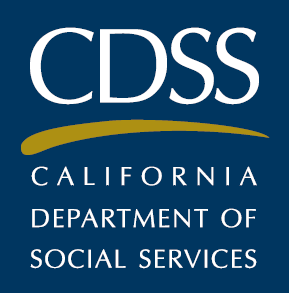 CDSS
CALIFORNIA
DEPARTMENT OF
SOCIAL SERVICES